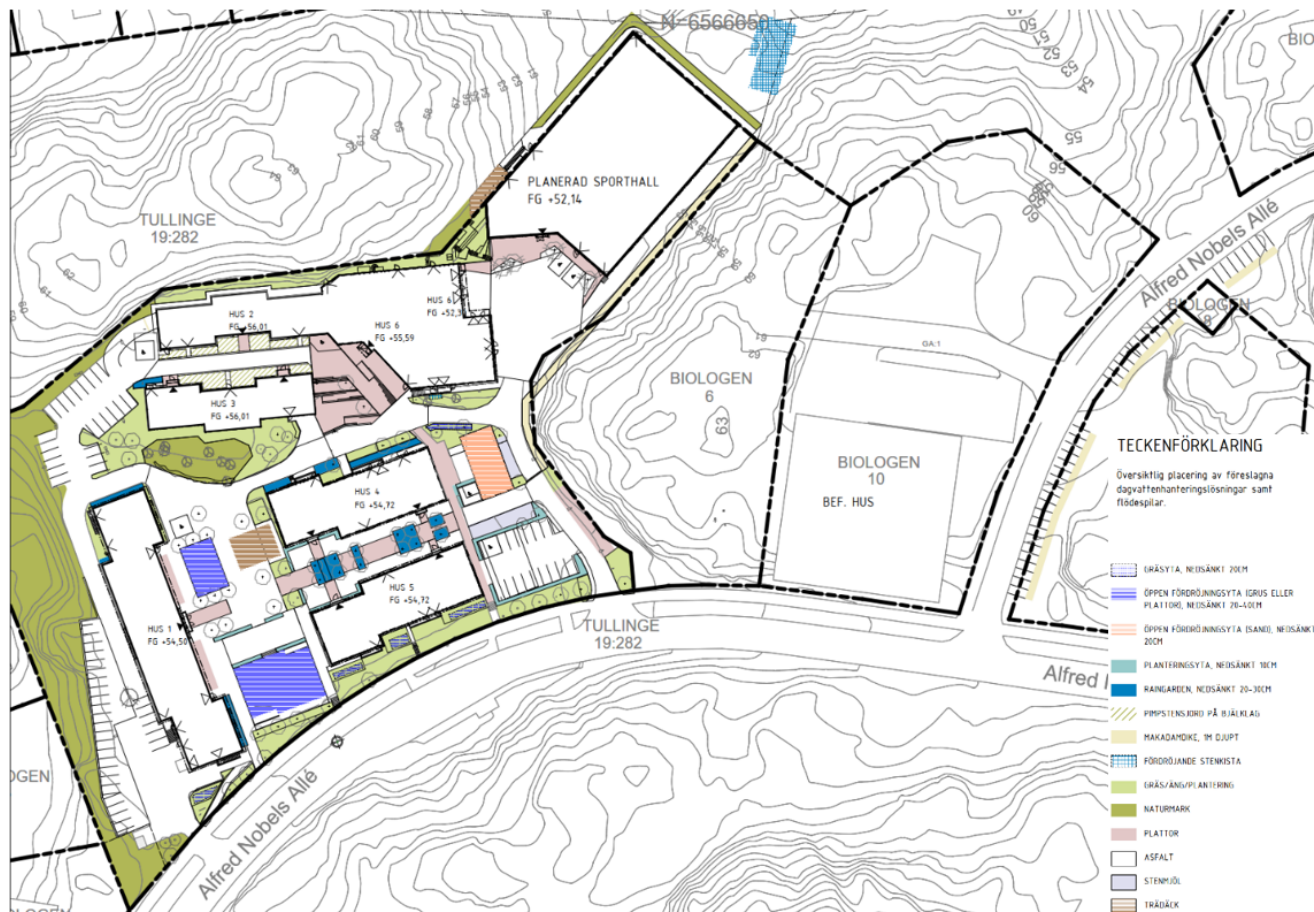 N=6566050
BIO
PLANERAD SPORTHALL
FG +52,14
TULLINGE
19:282
HUS 2
FG +56,01
HUS 6
FG +55,59
HUS 6
HUS 3
FG +56,01
HUS 4
FG +54,72
HUS 5
FG +54,72
HUS 1
FG +54,50
BIOLOGEN
6
63
GA:1
BIOLOGEN
10
BEF. HUS
Alfred Nobels Allé
BIOLOGEN
8
TULLINGE
19:282
Alfred
Alfred Nobels Allé
OGEN
TECKENFÖRKLARING
Översiktlig placering av föreslagna
dagvattenhanteringslösningar samt
flödespilar.
GRÄSYTA, NEDSÄNKT 20CM
ÖPPEN FÖRDRÖJNINGSYTA (GRUS ELLER
PLATTOR), NEDSÄNKT 20-40CM
ÖPPEN FÖRDRÖJNINGSYTA (SAND), NEDSÄNKT
20CM
PLANTERINGSYTA, NEDSÄNKT 10CM
RAINGARDEN, NEDSÄNKT 20-30CM
PIMPSTENSJORD PÅ BJÄLKLAG
MAKADAMDIKE, 1M DJUPT
FÖRDRÖJANDE STENKISTA
GRÄS/ÄNG/PLANTERING
NATURMARK
PLATTOR
ASFALT
STENMJÖL
TRÄDÄCK